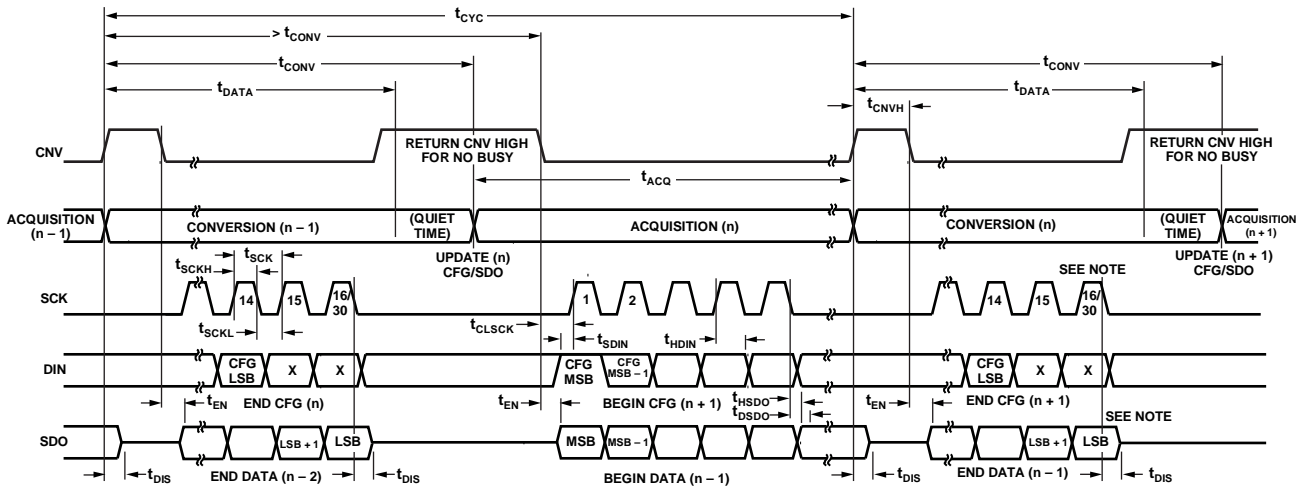 tCYC
> tCONV
tCONV
tCONV
tDATA
tDATA
tCNVH
CNV
RETURN CNV HIGH
FOR NO BUSY
RETURN CNV HIGH
FOR NO BUSY
tACQ
ACQUISITION
(n – 1)
CONVERSION (n – 1)
(QUIET
TIME)
ACQUISITION (n)
CONVERSION (n)
(QUIET
TIME)
ACQUISITION
(n + 1)
UPDATE (n)
CFG/SDO
UPDATE (n + 1)
CFG/SDO
tSCK
tSCKH
SEE NOTE
SCK
14
15
16/
30
1
2
14
15
16/
30
tSCKL
tCLSCK
tSDIN
tHDIN
DIN
CFG
LSB
X
X
CFG
MSB
CFG
MSB–1
CFG
LSB
X
X
tEN
END CFG (n)
tEN
BEGIN CFG (n + 1)
tHSDO
tDSDO
tEN
END CFG (n + 1)
SEE NOTE
SDO
LSB + 1
LSB
MSB
MSB–1
LSB + 1
LSB
tDIS
END DATA (n – 2)
tDIS
BEGIN DATA (n – 1)
tDIS
END DATA (n – 1)
tDIS